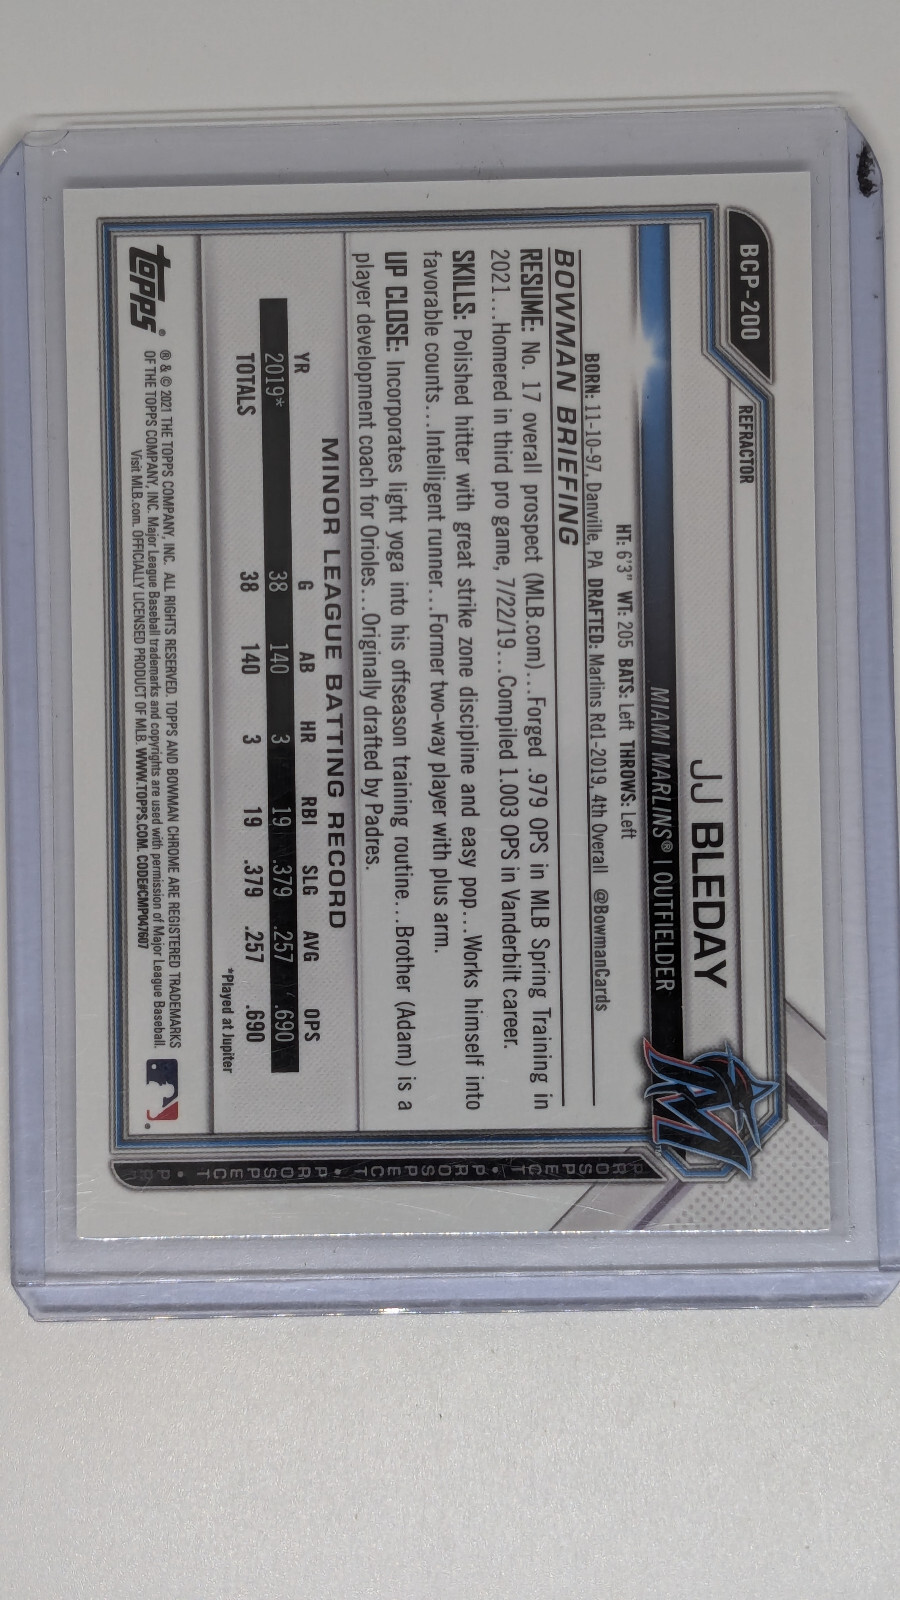 BCP-200
REFRACTOR
JJ BLEDAY
MIAMI MARLINS® | OUTFIELDER
HT: 6'3" WT: 205 BATS: Left THROWS: Left
BORN: 11-10-97, Danville, PA DRAFTED: Marlins Rd1-2019, 4th Overall @BowmanCards
BOWMAN BRIEFING
RESUME: No. 17 overall prospect (MLB.com)...Forged .979 OPS in MLB Spring Training in
2021...Homered in third pro game, 7/22/19...Compiled 1.003 OPS in Vanderbilt career.
SKILLS: Polished hitter with great strike zone discipline and easy pop...Works himself into
favorable counts...Intelligent runner...Former two-way player with plus arm.
UP CLOSE: Incorporates light yoga into his offseason training routine...Brother (Adam) is a
player development coach for Orioles...Originally drafted by Padres.
MINOR LEAGUE BATTING RECORD
YR G AB HR RBI SLG AVG OPS
2019* 38 140 3 19 .379 .257 .690
TOTALS 38 140 3 19 .379 .257 .690
*Played at Jupiter
topps®
® & © 2021 THE TOPPS COMPANY, INC. ALL RIGHTS RESERVED. TOPPS AND BOWMAN CHROME ARE REGISTERED TRADEMARKS
OF THE TOPPS COMPANY, INC. Major League Baseball trademarks and copyrights are used with permission of Major League Baseball.
Visit MLB.com. OFFICIALLY LICENSED PRODUCT OF MLB. WWW.TOPPS.COM. CODE#CMP047607
PROSPECT • PROSPECT • PROSPECT